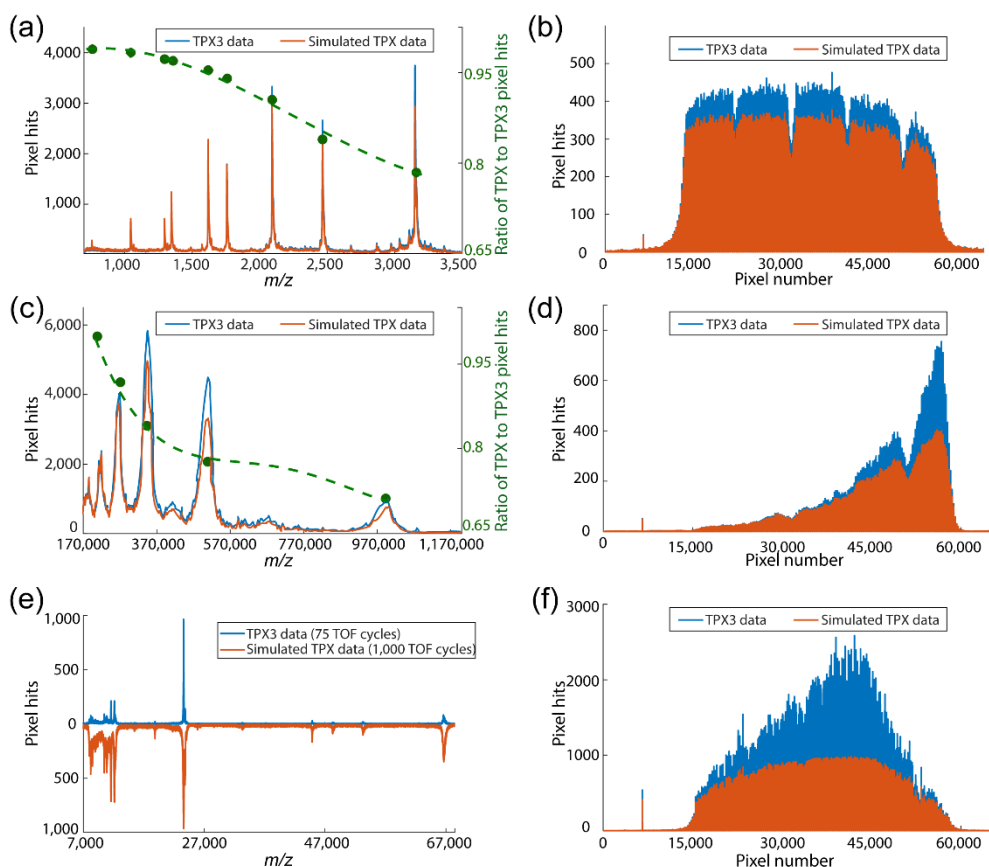 (a)
TPX3 data
Simulated TPX data
4,000
3,000
2,000
1,000
Pixel hits
0.95
0.8
0.65
Ratio of TPX to TPX3 pixel hits
1,000
1,500
2,000
2,500
3,000
3,500
m/z
(b)
TPX3 data
Simulated TPX data
500
400
300
200
100
0
Pixel hits
0
15,000
30,000
45,000
60,000
Pixel number
(c)
TPX3 data
Simulated TPX data
6,000
4,000
2,000
0
Pixel hits
0.95
0.8
0.65
Ratio of TPX to TPX3 pixel hits
170,000
370,000
570,000
770,000
970,000
1,170,000
m/z
(d)
TPX3 data
Simulated TPX data
800
600
400
200
0
Pixel hits
0
15,000
30,000
45,000
60,000
Pixel number
(e)
TPX3 data (75 TOF cycles)
Simulated TPX data (1,000 TOF cycles)
1,000
500
0
500
1,000
Pixel hits
7,000
27,000
47,000
67,000
m/z
(f)
TPX3 data
Simulated TPX data
3000
2000
1000
0
Pixel hits
0
15,000
30,000
45,000
60,000
Pixel number